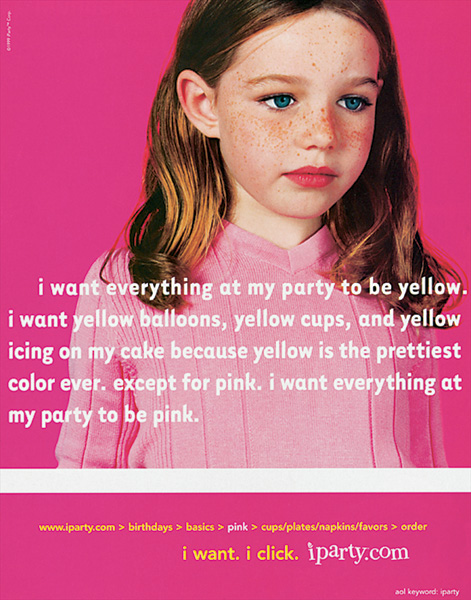 ©1999 iParty™ Corp.
i want everything at my party to be yellow.
i want yellow balloons, yellow cups, and yellow
icing on my cake because yellow is the prettiest
color ever. except for pink. i want everything at
my party to be pink.
www.iparty.com > birthdays > basics > pink > cups/plates/napkins/favors > order
i want. i click. iparty.com
aol keyword: iparty